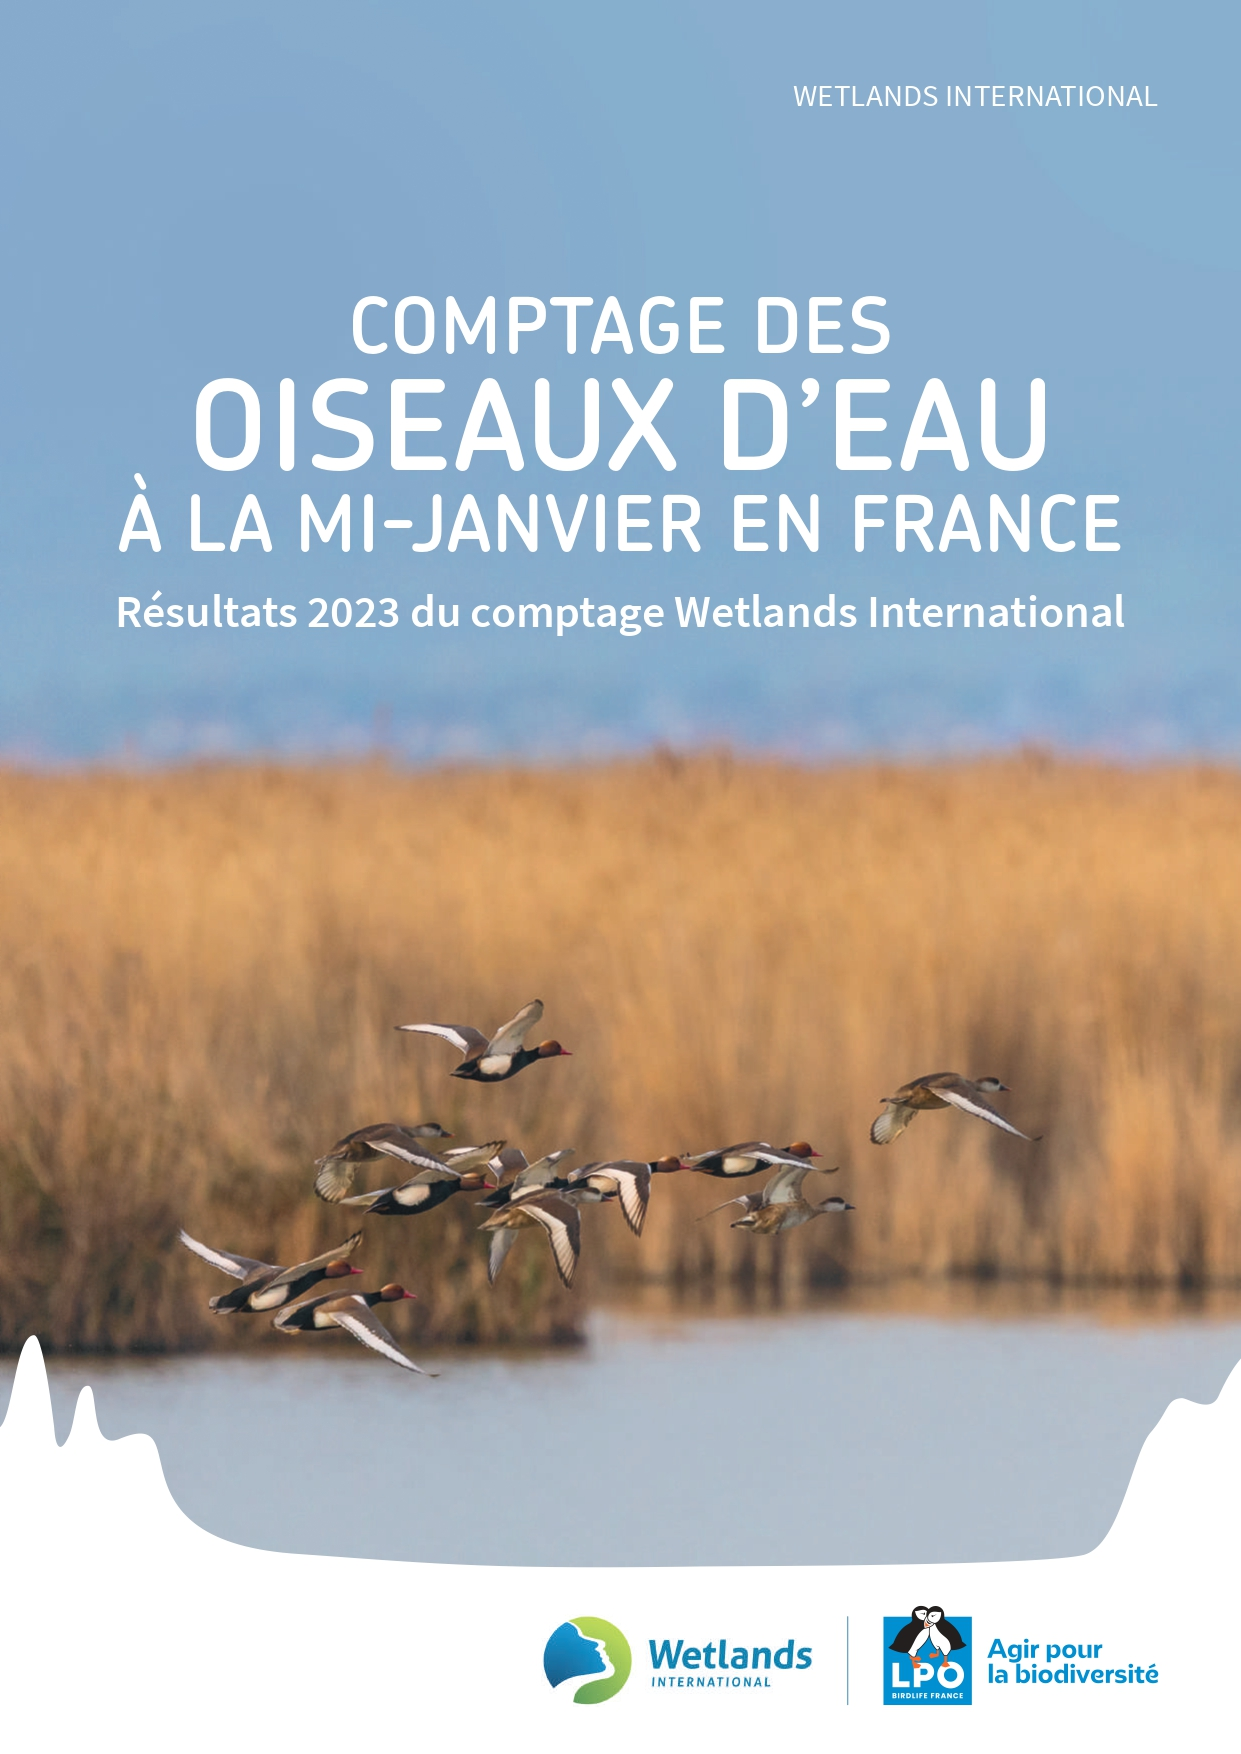 WETLANDS INTERNATIONAL
COMPTAGE DES
OISEAUX D’EAU
À LA MI-JANVIER EN FRANCE
Résultats 2023 du comptage Wetlands International
Wetlands
INTERNATIONAL
LPO
BIRDLIFE FRANCE
Agir pour
la biodiversité